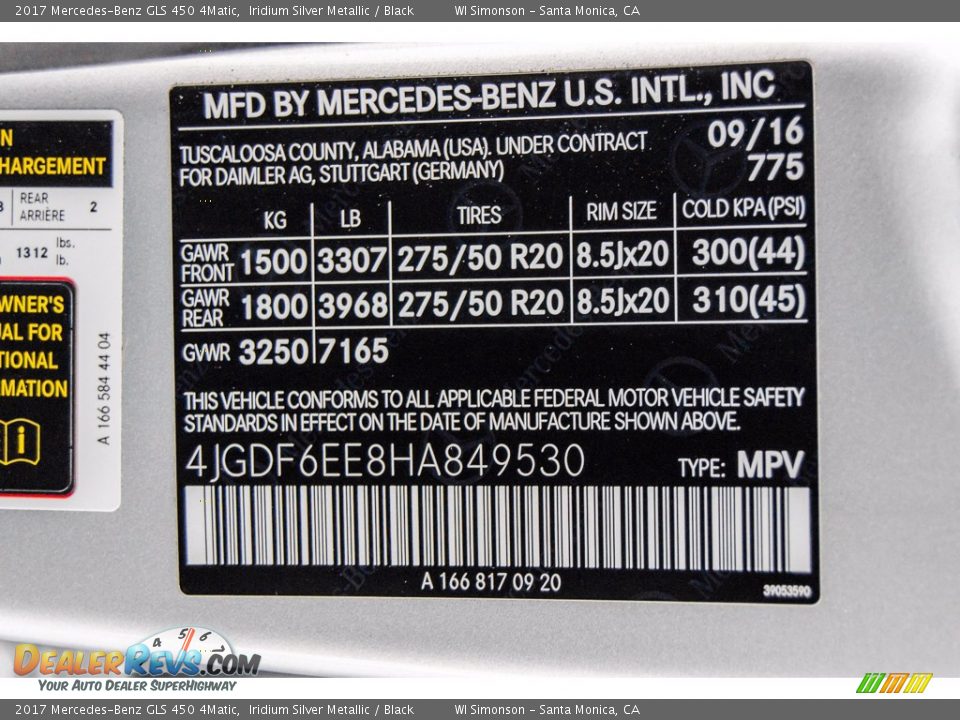 2017 Mercedes-Benz GLS 450 4Matic, Iridium Silver Metallic / Black WI Simonson - Santa Monica, CA
HARGEMENT
REAR
ARRIÈRE 2
1312 lbs.
lb.
WNER'S
UAL FOR
TIONAL
MATION
A 166 584 44 04
MFD BY MERCEDES-BENZ U.S. INTL., INC
TUSCALOOSA COUNTY, ALABAMA (USA). UNDER CONTRACT 09/16
FOR DAIMLER AG, STUTTGART (GERMANY) 775
KG LB TIRES RIM SIZE COLD KPA (PSI)
GAWR FRONT 1500 3307 275/50 R20 8.5Jx20 300(44)
GAWR REAR 1800 3968 275/50 R20 8.5Jx20 310(45)
GVWR 3250 7165
THIS VEHICLE CONFORMS TO ALL APPLICABLE FEDERAL MOTOR VEHICLE SAFETY
STANDARDS IN EFFECT ON THE DATE OF MANUFACTURE SHOWN ABOVE.
4JGDF6EE8HA849530 TYPE: MPV
A 166 817 09 20
39053590
4 5 6 7
DEALERREVS.COM
YOUR AUTO DEALER SUPERHIGHWAY
2017 Mercedes-Benz GLS 450 4Matic, Iridium Silver Metallic / Black WI Simonson - Santa Monica, CA